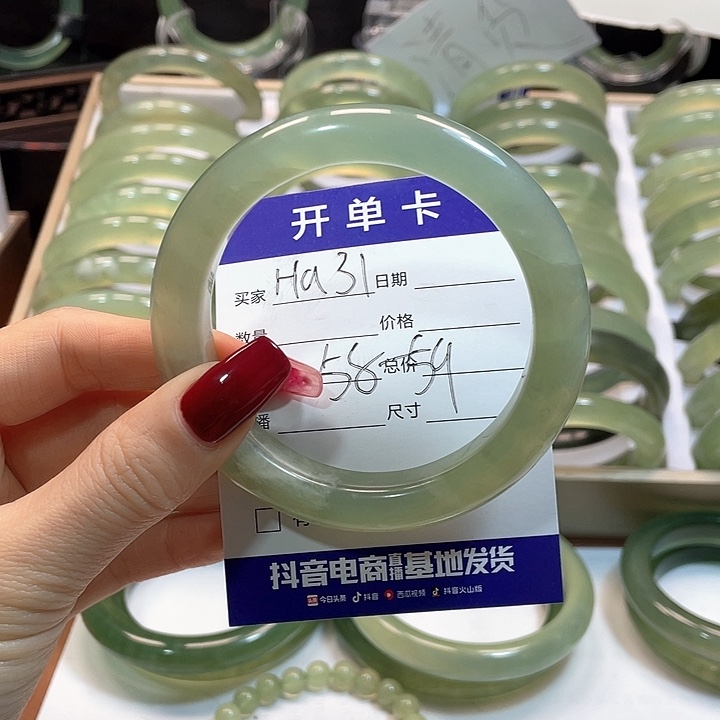 清货
开单卡
买家 Ha31 日期
数量 价格
58-59 总价
播 尺寸
抖音电商直播基地发货
今日头条 抖音 西瓜视频 抖音火山版